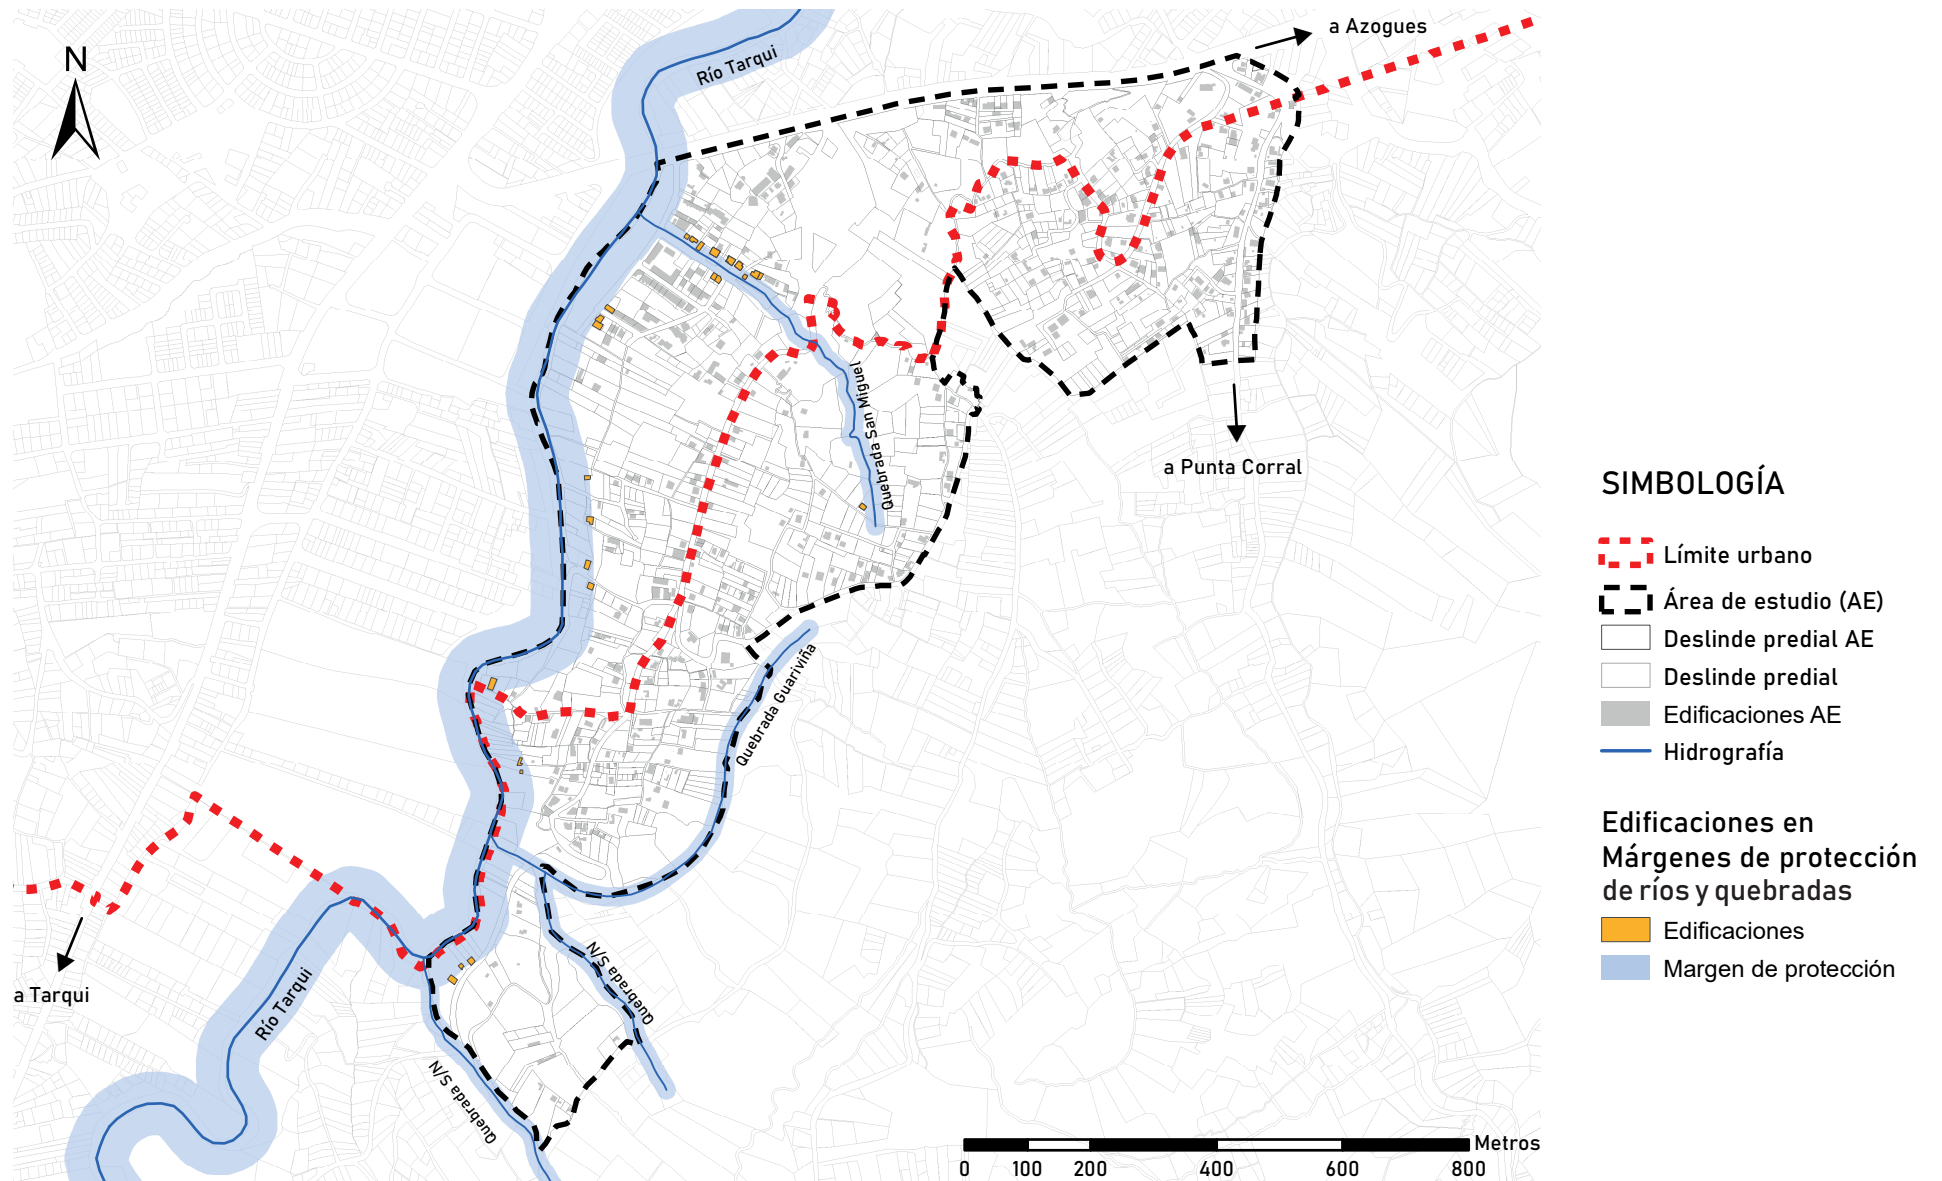 N
Río Tarqui
a Azogues
Quebrada San Miguel
a Punta Corral
Quebrada Guariviña
a Tarqui
Río Tarqui
Quebrada S/N
Quebrada S/N
0 100 200 400 600 800 Metros
SIMBOLOGÍA
Límite urbano
Área de estudio (AE)
Deslinde predial AE
Deslinde predial
Edificaciones AE
Hidrografía
Edificaciones en
Márgenes de protección
de ríos y quebradas
Edificaciones
Margen de protección